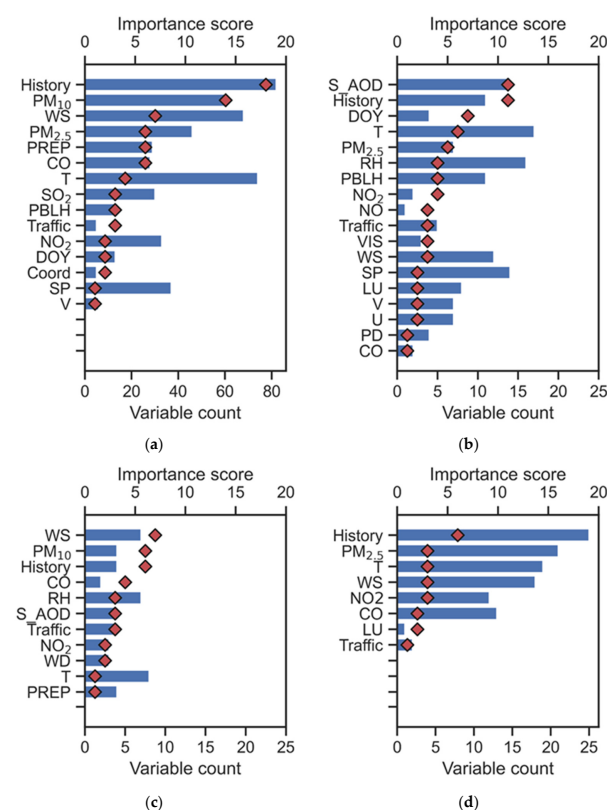 Importance score
0 5 10 15 20
History
PM10
WS
PM2.5
PREP
CO
T
SO2
PBLH
Traffic
NO2
DOY
Coord
SP
V
0 20 40 60 80
Variable count
(a)
Importance score
0 5 10 15 20
S_AOD
History
DOY
T
PM2.5
RH
PBLH
NO2
NO
Traffic
VIS
WS
SP
LU
V
U
PD
CO
0 5 10 15 20 25
Variable count
(b)
Importance score
0 5 10 15 20
WS
PM10
History
CO
RH
S_AOD
Traffic
NO2
WD
T
PREP
0 5 10 15 20 25
Variable count
(c)
Importance score
0 5 10 15 20
History
PM2.5
T
WS
NO2
CO
LU
Traffic
0 5 10 15 20 25
Variable count
(d)